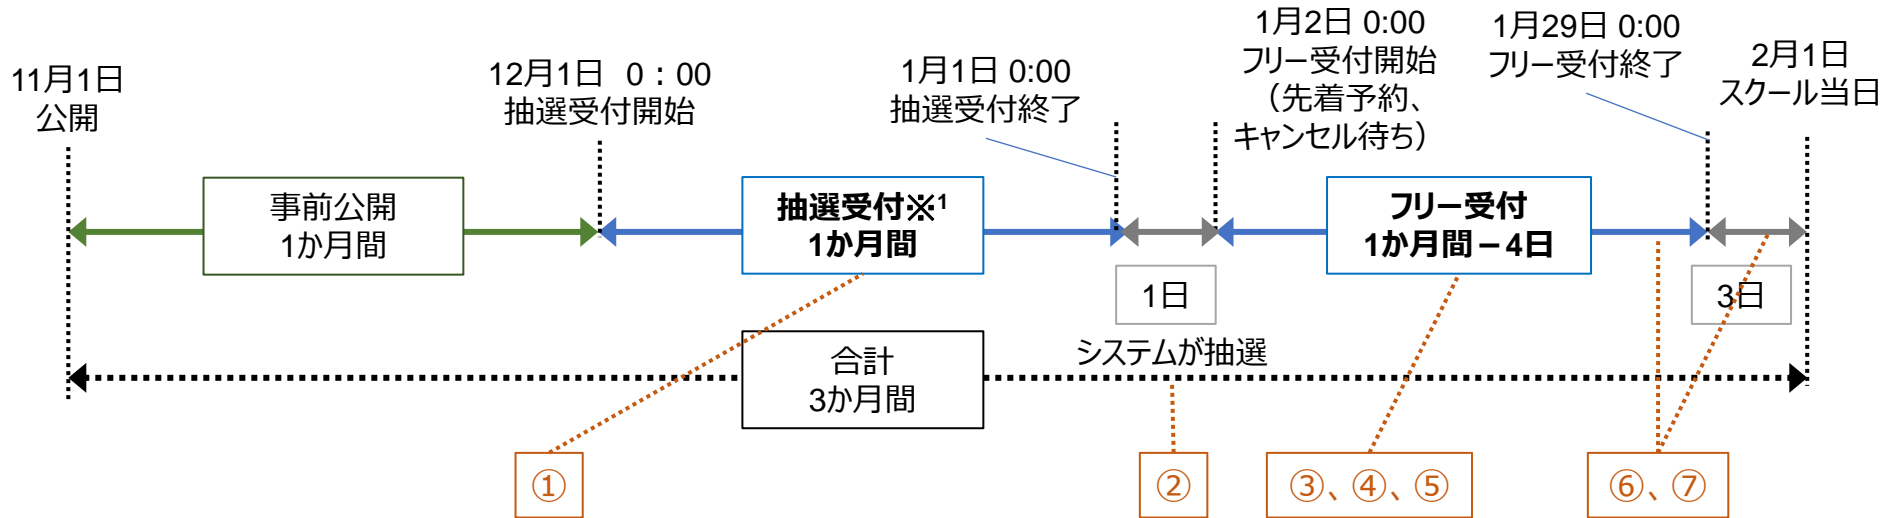 11月1日
公開
12月1日 0：00
抽選受付開始
1月1日 0:00
抽選受付終了
1月2日 0:00
フリー受付開始
（先着予約、
キャンセル待ち）
1月29日 0:00
フリー受付終了
2月1日
スクール当日
事前公開
1か月間
抽選受付※1
1か月間
フリー受付
1か月間－4日
1日
3日
システムが抽選
合計
3か月間
①
②
③、④、⑤
⑥、⑦